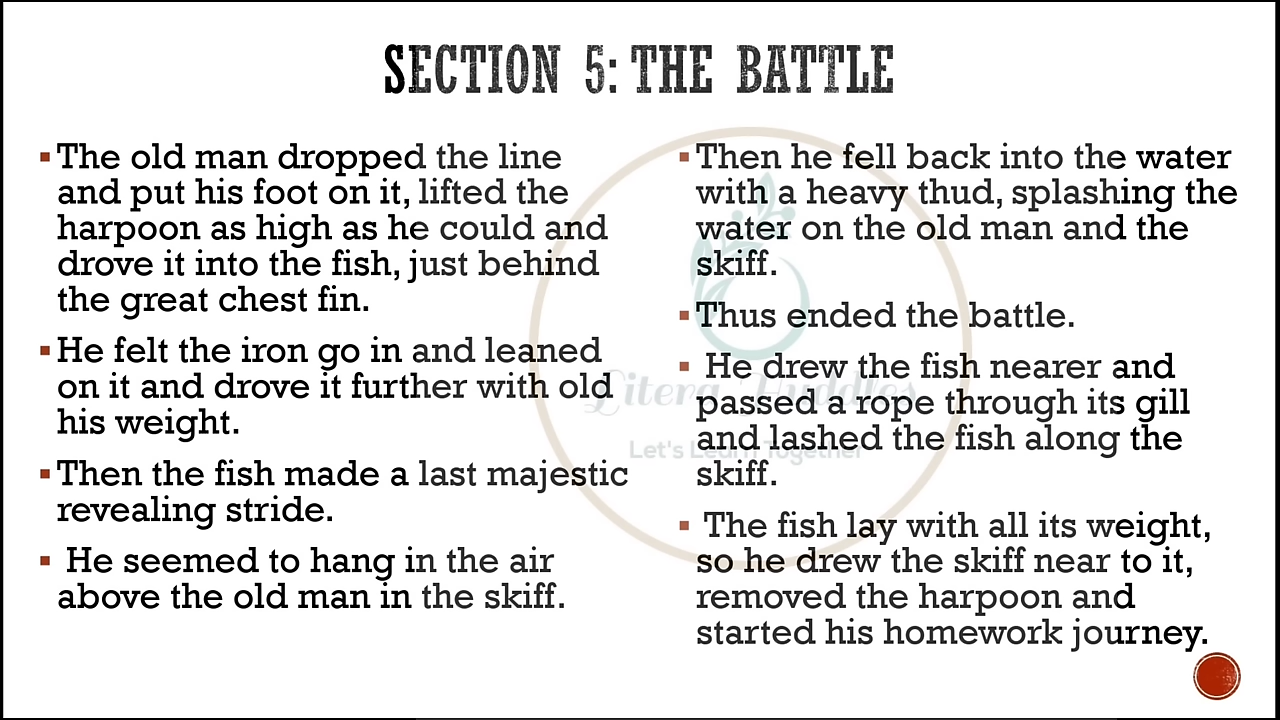 SECTION 5: THE BATTLE
▪The old man dropped the line
and put his foot on it, lifted the
harpoon as high as he could and
drove it into the fish, just behind
the great chest fin.
▪He felt the iron go in and leaned
on it and drove it further with old
his weight.
▪Then the fish made a last majestic
revealing stride.
▪ He seemed to hang in the air
above the old man in the skiff.
▪Then he fell back into the water
with a heavy thud, splashing the
water on the old man and the
skiff.
▪Thus ended the battle.
▪ He drew the fish nearer and
passed a rope through its gill
and lashed the fish along the
skiff.
▪ The fish lay with all its weight,
so he drew the skiff near to it,
removed the harpoon and
started his homework journey.
Litera
Let's Learn Together